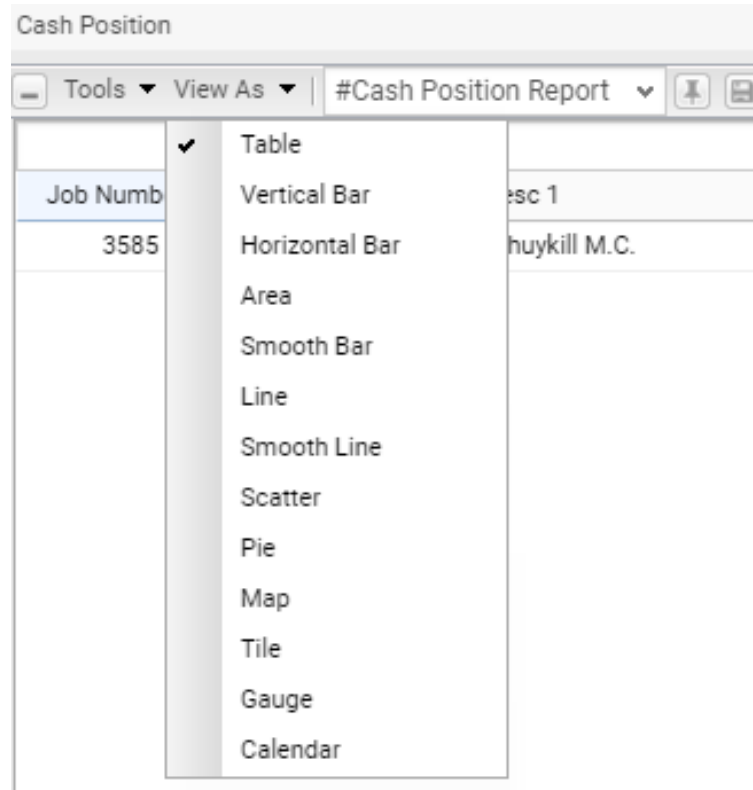 Cash Position
Tools View As #Cash Position Report
Table
Job Numb Vertical Bar esc 1
3585 Horizontal Bar huykill M.C.
Area
Smooth Bar
Line
Smooth Line
Scatter
Pie
Map
Tile
Gauge
Calendar